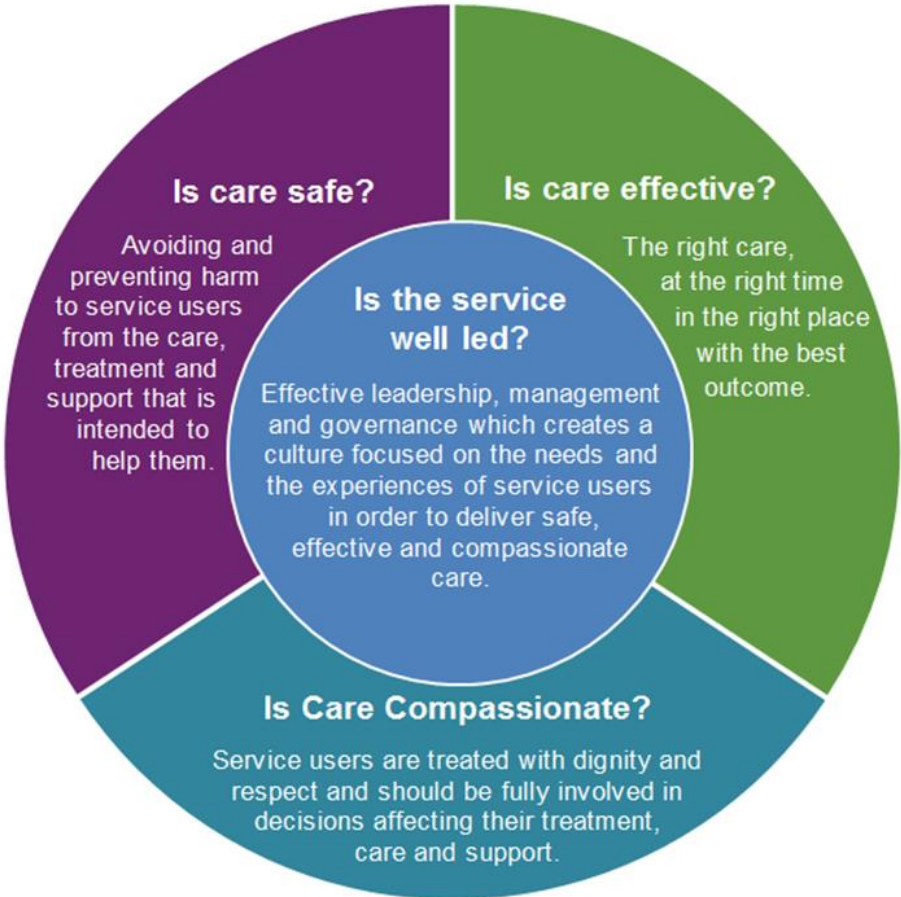 Is care safe?
Avoiding and
preventing harm
to service users
from the care,
treatment and
support that is
intended to
help them.
Is care effective?
The right care,
at the right time
in the right place
with the best
outcome.
Is the service
well led?
Effective leadership, management
and governance which creates a
culture focused on the needs and
the experiences of service users
in order to deliver safe,
effective and compassionate
care.
Is Care Compassionate?
Service users are treated with dignity and
respect and should be fully involved in
decisions affecting their treatment,
care and support.